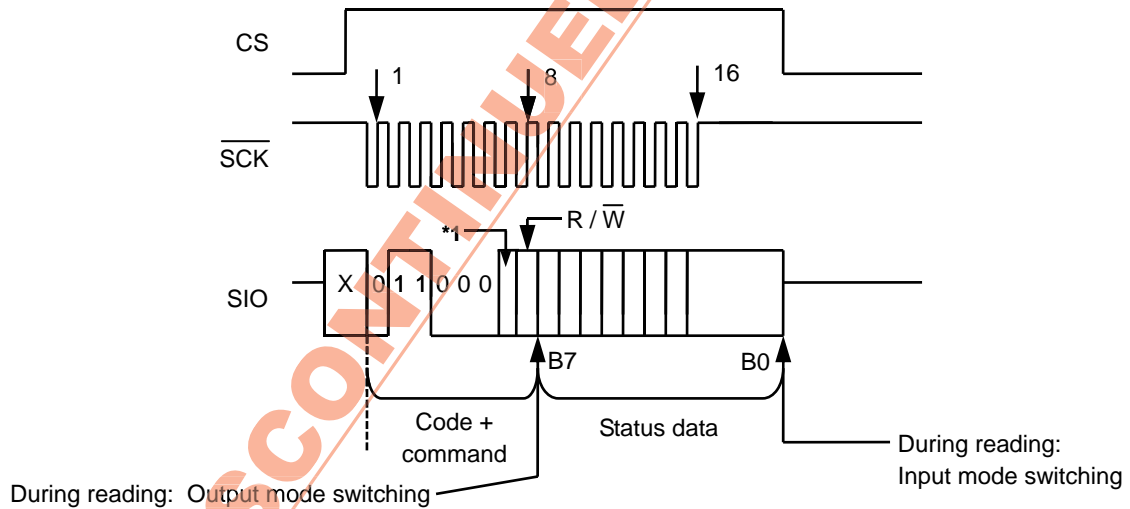 CS
1
8
16
S̅C̅K̅
*1
R / W̅
SIO
X 0 1 1 0 0 0
B7
B0
Code +
command
Status data
During reading:
Input mode switching
During reading: Output mode switching
SCONTINUE